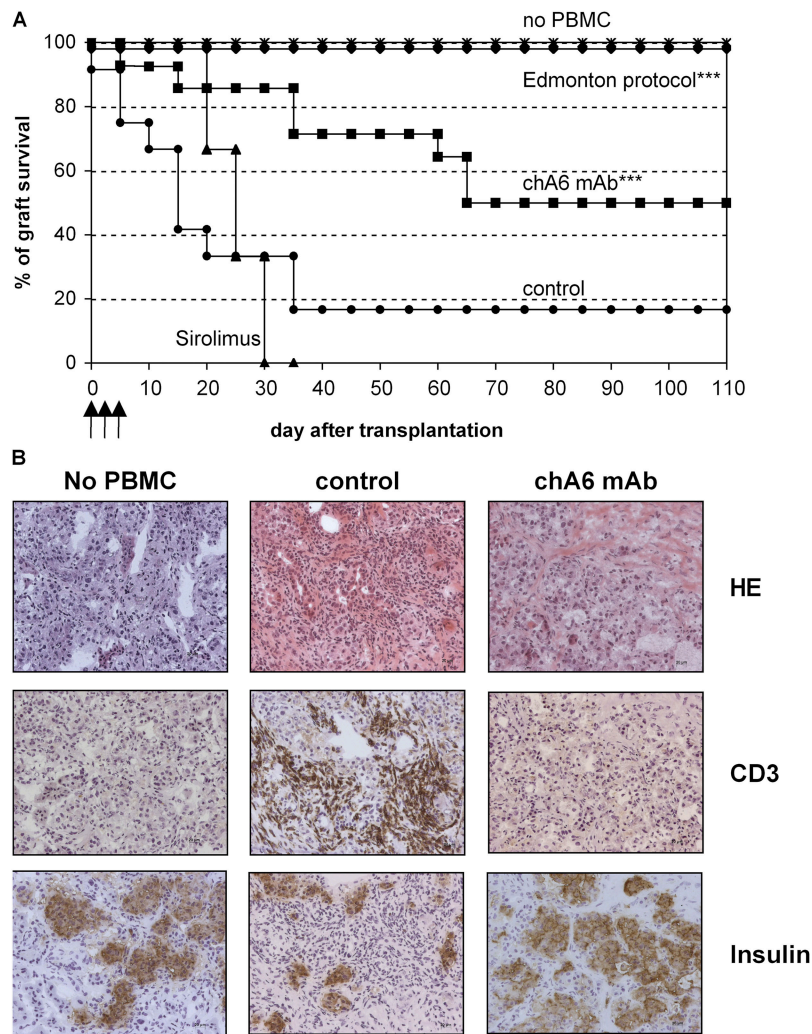 A
no PBMC
100
Edmonton protocol***
80
60
chA6 mAb***
40
control
20
Sirolimus
0
% of graft survival
0 10 20 30 40 50 60 70 80 90 100 110
day after transplantation
B
No PBMC control chA6 mAb
HE
CD3
Insulin